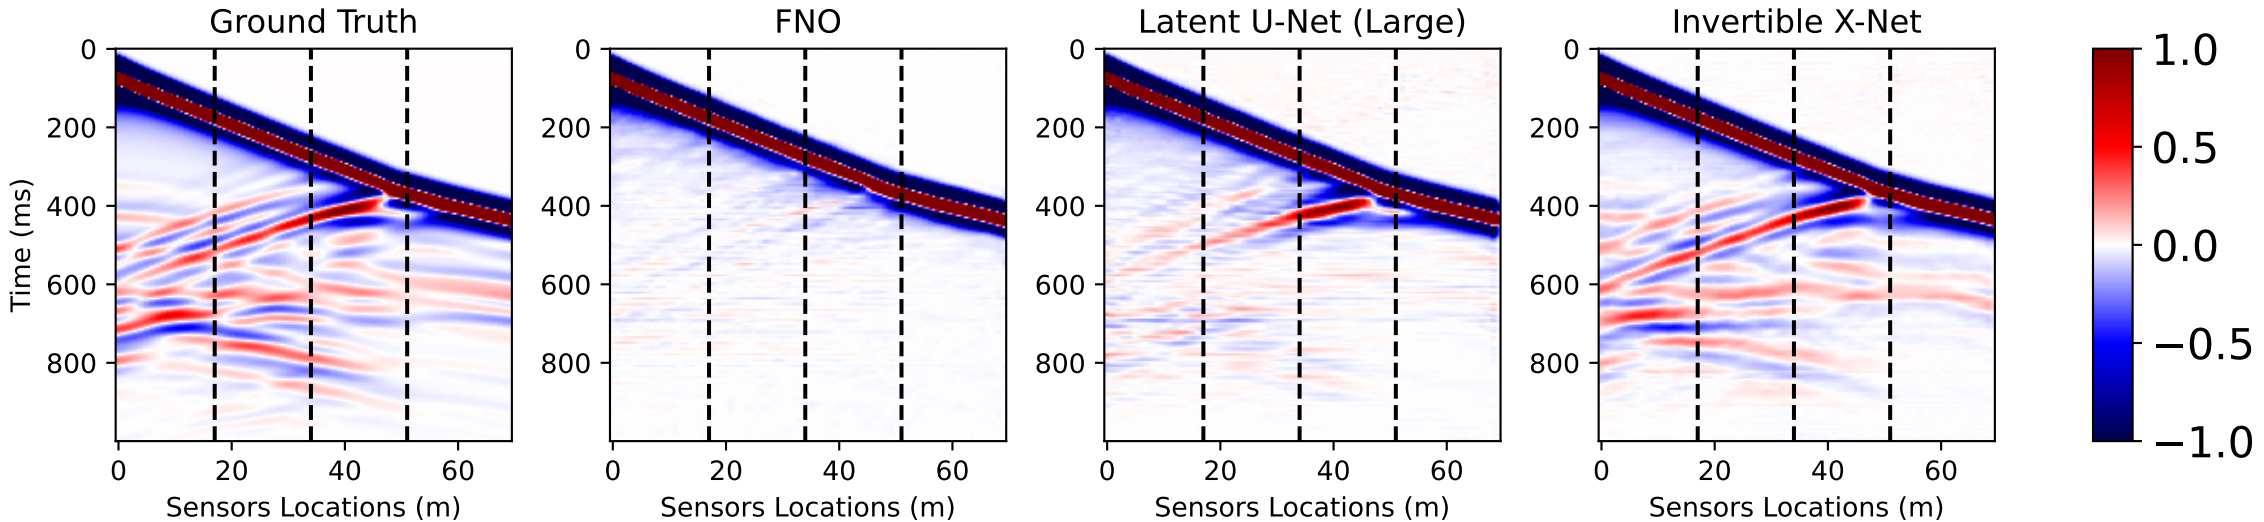 Ground Truth
FNO
Latent U-Net (Large)
Invertible X-Net
Time (ms)
0
200
400
600
800
0
200
400
600
800
0
200
400
600
800
0
200
400
600
800
0 20 40 60
0 20 40 60
0 20 40 60
0 20 40 60
Sensors Locations (m)
Sensors Locations (m)
Sensors Locations (m)
Sensors Locations (m)
1.0
0.5
0.0
−0.5
−1.0